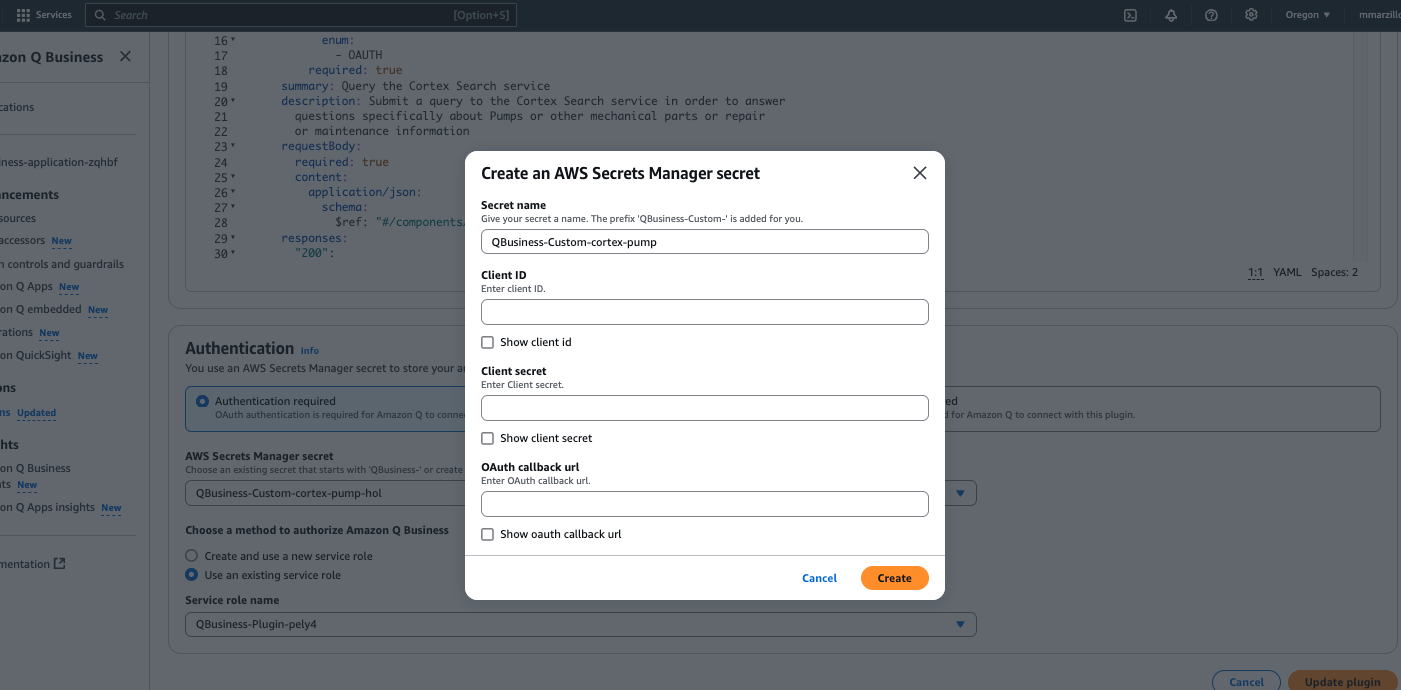 Services
Search
[Option+S]
Oregon
mmarzillo
zon Q Business
cations
iness-application-zqhbf
ncements
sources
accessors New
n controls and guardrails
on Q Apps New
on Q embedded New
rations New
on QuickSight New
ons
ns Updated
hts
on Q Business
hts New
on Q Apps insights New
mentation
16 enum:
17 - OAUTH
18 required: true
19 summary: Query the Cortex Search service
20 description: Submit a query to the Cortex Search service in order to answer
21 questions specifically about Pumps or other mechanical parts or repair
22 or maintenance information
23 requestBody:
24 required: true
25 content:
26 application/json:
27 schema:
28 $ref: "#/components/
29 responses:
30 "200":
1:1 YAML Spaces: 2
Authentication Info
You use an AWS Secrets Manager secret to store your au
Authentication required
OAuth authentication is required for Amazon Q to connec
ed
d for Amazon Q to connect with this plugin.
AWS Secrets Manager secret
Choose an existing secret that starts with 'QBusiness-' or create
QBusiness-Custom-cortex-pump-hol
Choose a method to authorize Amazon Q Business
Create and use a new service role
Use an existing service role
Service role name
QBusiness-Plugin-pely4
Cancel
Update plugin
Create an AWS Secrets Manager secret
Secret name
Give your secret a name. The prefix 'QBusiness-Custom-' is added for you.
QBusiness-Custom-cortex-pump
Client ID
Enter client ID.
Show client id
Client secret
Enter Client secret.
Show client secret
OAuth callback url
Enter OAuth callback url.
Show oauth callback url
Cancel
Create